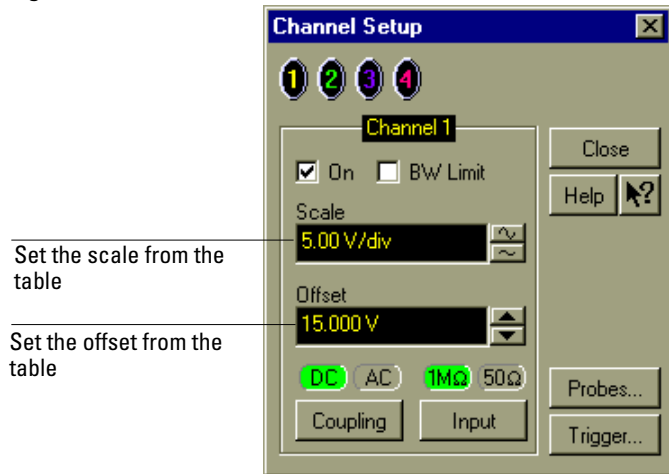 Channel Setup
1 2 3 4
Channel 1
On BW Limit
Close
Help ?
Scale
5.00 V/div
Set the scale from the
table
Offset
15.000 V
Set the offset from the
table
DC AC 1MΩ 50Ω
Coupling Input
Probes...
Trigger...